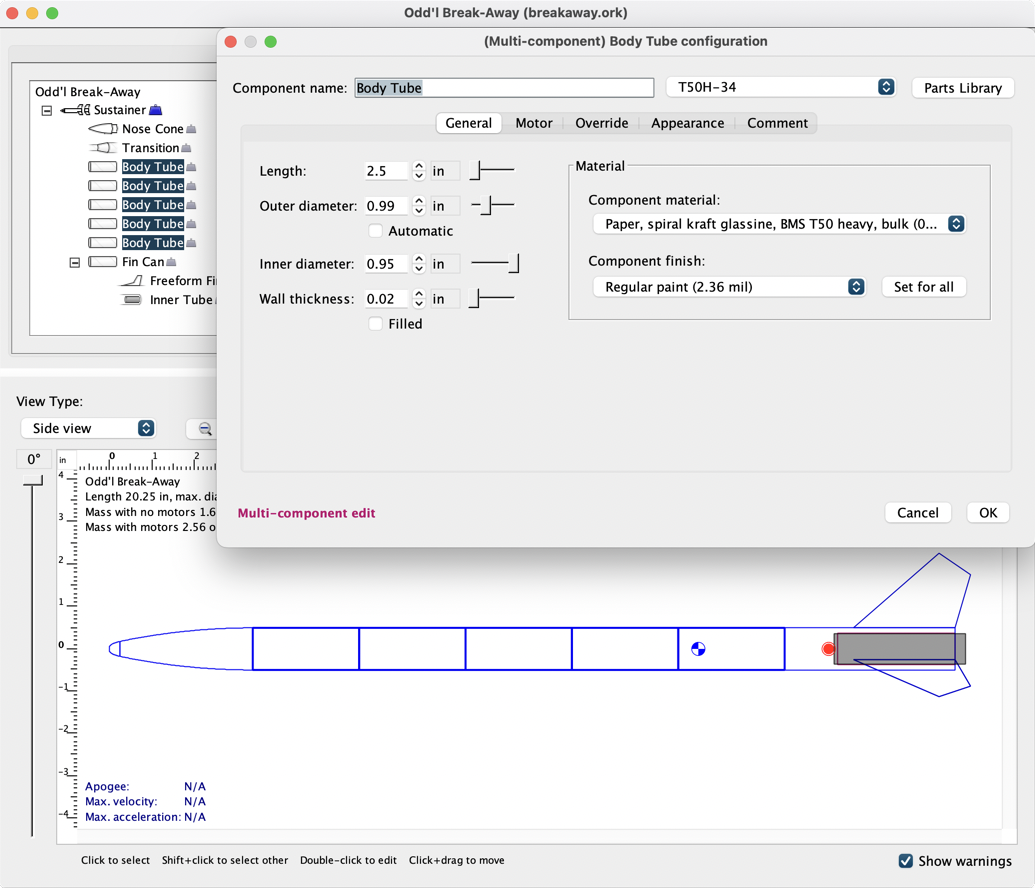 Odd'l Break-Away (breakaway.ork)
(Multi-component) Body Tube configuration
Component name: Body Tube T50H-34 Parts Library
General Motor Override Appearance Comment
Length: 2.5 in
Outer diameter: 0.99 in
Automatic
Inner diameter: 0.95 in
Wall thickness: 0.02 in
Filled
Material
Component material:
Paper, spiral kraft glassine, BMS T50 heavy, bulk (0...
Component finish:
Regular paint (2.36 mil) Set for all
Multi-component edit Cancel OK
Odd'l Break-Away
Sustainer
Nose Cone
Transition
Body Tube
Body Tube
Body Tube
Body Tube
Body Tube
Fin Can
Freeform Fi
Inner Tube
View Type:
Side view
0°
in 0 1 2
4
3
2
1
0
-1
-2
-3
-4
Odd'l Break-Away
Length 20.25 in, max. dia
Mass with no motors 1.6
Mass with motors 2.56 o
Apogee: N/A
Max. velocity: N/A
Max. acceleration: N/A
Click to select Shift+click to select other Double-click to edit Click+drag to move
Show warnings